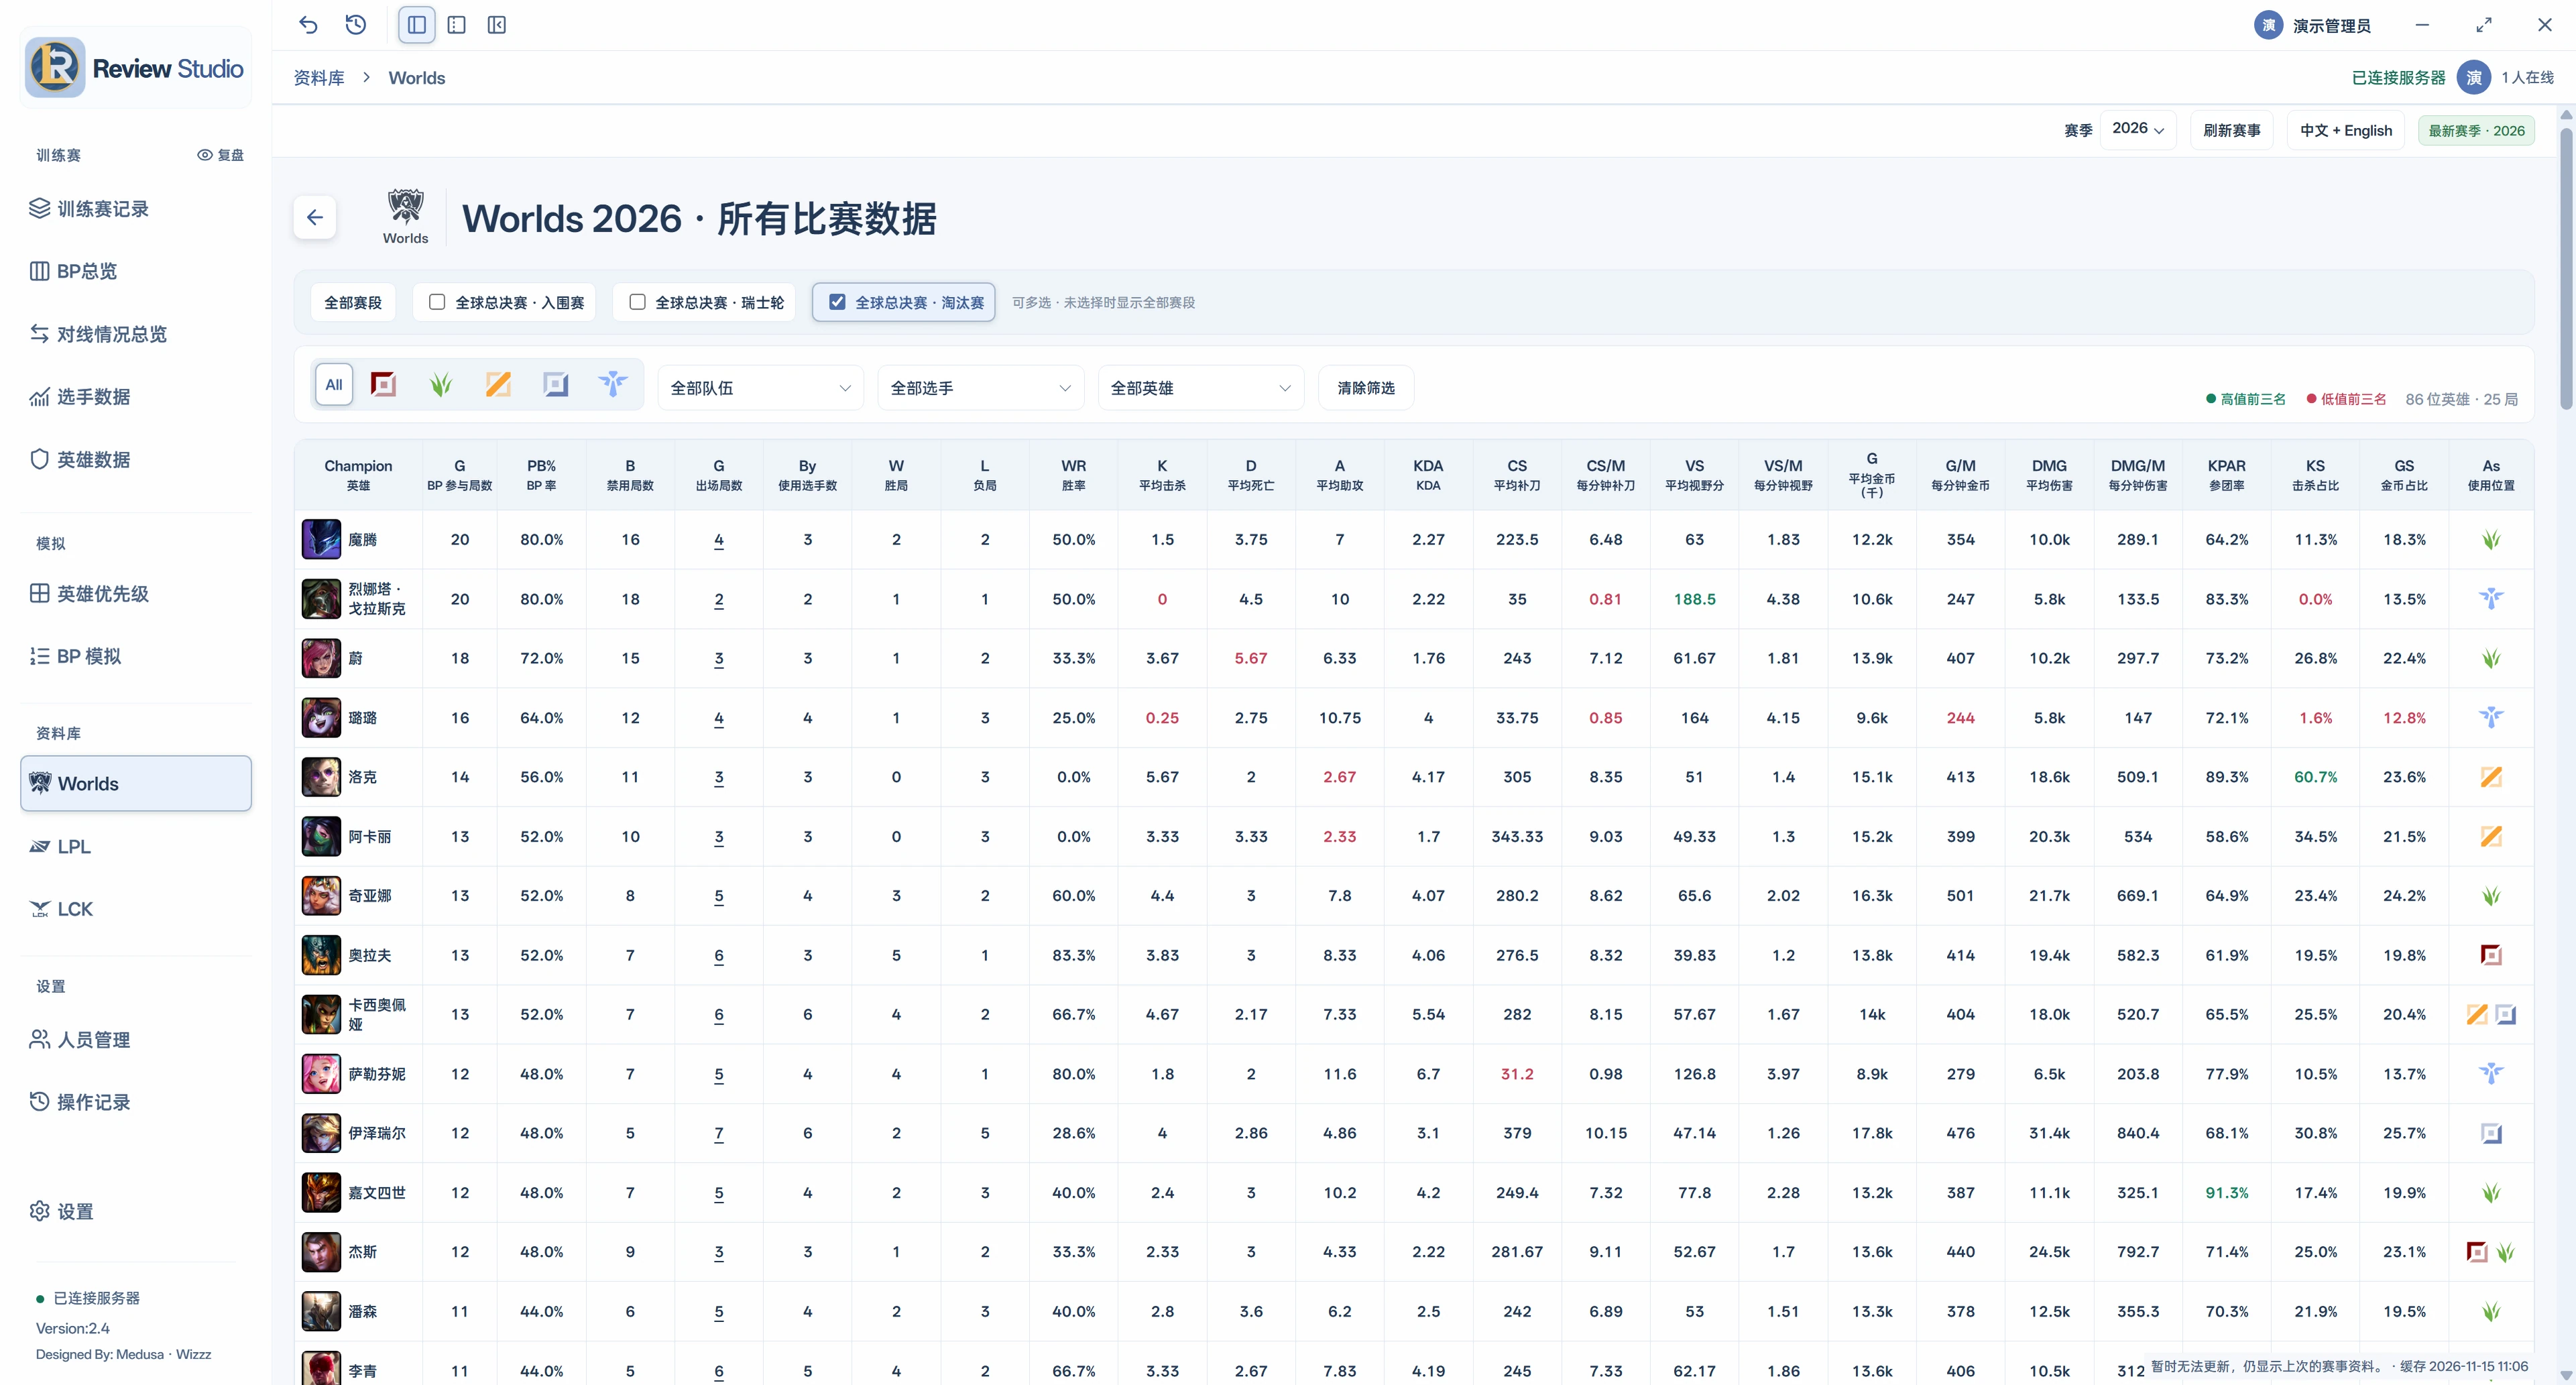 演 演示管理员
Review Studio
资料库 > Worlds
已连接服务器 演 1 人在线
赛季 2026 刷新赛事 中文 + English 最新赛季 · 2026
训练赛 复盘
训练赛记录
BP总览
对线情况总览
选手数据
英雄数据
模拟
英雄优先级
BP 模拟
资料库
Worlds
LPL
LCK
设置
人员管理
操作记录
设置
已连接服务器
Version:2.4
Designed By: Medusa · Wizzz
Worlds
Worlds 2026 · 所有比赛数据
全部赛段 全球总决赛 · 入围赛 全球总决赛 · 瑞士轮 全球总决赛 · 淘汰赛 可多选 · 未选择时显示全部赛段
All 全部队伍 全部选手 全部英雄 清除筛选
高值前三名 低值前三名 86 位英雄 · 25 局
Champion G PB% B G By W L WR K D A KDA CS CS/M VS VS/M G G/M DMG DMG/M KPAR KS GS As
英雄 BP 参与局数 BP 率 禁用局数 出场局数 使用选手数 胜局 负局 胜率 平均击杀 平均死亡 平均助攻 KDA 平均补刀 每分钟补刀 平均视野分 每分钟视野 平均金币（千） 每分钟金币 平均伤害 每分钟伤害 参团率 击杀占比 金币占比 使用位置
魔腾 20 80.0% 16 4 3 2 2 50.0% 1.5 3.75 7 2.27 223.5 6.48 63 1.83 12.2k 354 10.0k 289.1 64.2% 11.3% 18.3%
烈娜塔 · 戈拉斯克 20 80.0% 18 2 2 1 1 50.0% 0 4.5 10 2.22 35 0.81 188.5 4.38 10.6k 247 5.8k 133.5 83.3% 0.0% 13.5%
蔚 18 72.0% 15 3 3 1 2 33.3% 3.67 5.67 6.33 1.76 243 7.12 61.67 1.81 13.9k 407 10.2k 297.7 73.2% 26.8% 22.4%
璐璐 16 64.0% 12 4 4 1 3 25.0% 0.25 2.75 10.75 4 33.75 0.85 164 4.15 9.6k 244 5.8k 147 72.1% 1.6% 12.8%
洛克 14 56.0% 11 3 3 0 3 0.0% 5.67 2 2.67 4.17 305 8.35 51 1.4 15.1k 413 18.6k 509.1 89.3% 60.7% 23.6%
阿卡丽 13 52.0% 10 3 3 0 3 0.0% 3.33 3.33 2.33 1.7 343.33 9.03 49.33 1.3 15.2k 399 20.3k 534 58.6% 34.5% 21.5%
奇亚娜 13 52.0% 8 5 4 3 2 60.0% 4.4 3 7.8 4.07 280.2 8.62 65.6 2.02 16.3k 501 21.7k 669.1 64.9% 23.4% 24.2%
奥拉夫 13 52.0% 7 6 3 5 1 83.3% 3.83 3 8.33 4.06 276.5 8.32 39.83 1.2 13.8k 414 19.4k 582.3 61.9% 19.5% 19.8%
卡西奥佩娅 13 52.0% 7 6 6 4 2 66.7% 4.67 2.17 7.33 5.54 282 8.15 57.67 1.67 14k 404 18.0k 520.7 65.5% 25.5% 20.4%
萨勒芬妮 12 48.0% 7 5 4 4 1 80.0% 1.8 2 11.6 6.7 31.2 0.98 126.8 3.97 8.9k 279 6.5k 203.8 77.9% 10.5% 13.7%
伊泽瑞尔 12 48.0% 5 7 6 2 5 28.6% 4 2.86 4.86 3.1 379 10.15 47.14 1.26 17.8k 476 31.4k 840.4 68.1% 30.8% 25.7%
嘉文四世 12 48.0% 7 5 4 2 3 40.0% 2.4 3 10.2 4.2 249.4 7.32 77.8 2.28 13.2k 387 11.1k 325.1 91.3% 17.4% 19.9%
杰斯 12 48.0% 9 3 3 1 2 33.3% 2.33 3 4.33 2.22 281.67 9.11 52.67 1.7 13.6k 440 24.5k 792.7 71.4% 25.0% 23.1%
潘森 11 44.0% 6 5 4 2 3 40.0% 2.8 3.6 6.2 2.5 242 6.89 53 1.51 13.3k 378 12.5k 355.3 70.3% 21.9% 19.5%
李青 11 44.0% 5 6 5 4 2 66.7% 3.33 2.67 7.83 4.19 245 7.33 62.17 1.86 13.6k 406 10.5k 312
暂时无法更新，仍显示上次的赛事资料。 · 缓存 2026-11-15 11:06